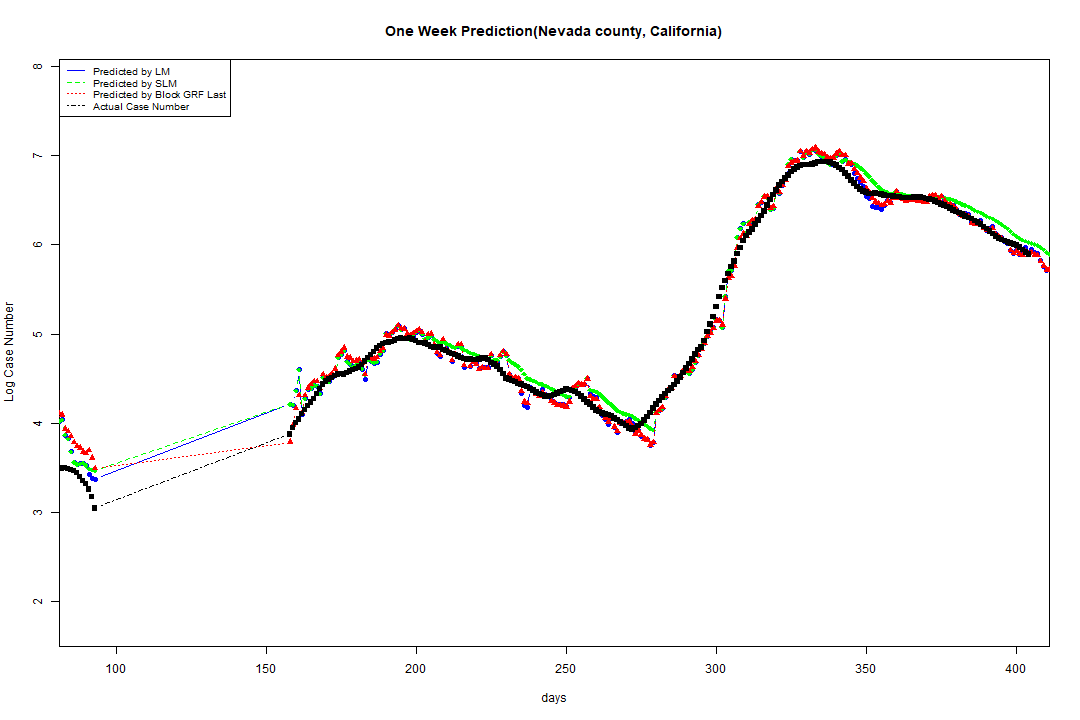 One Week Prediction(Nevada county, California)
Predicted by LM
Predicted by SLM
Predicted by Block GRF Last
Actual Case Number
8
7
6
5
4
3
2
Log Case Number
100 150 200 250 300 350 400
days